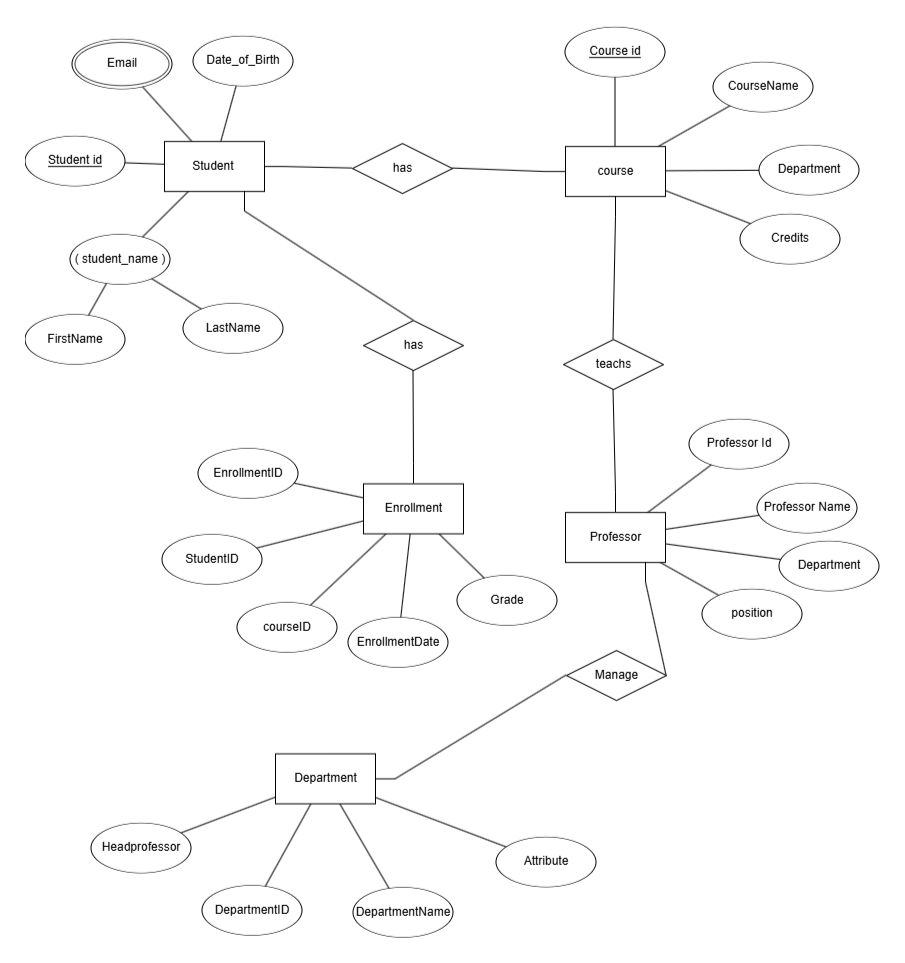 Course id
Email
Date_of_Birth
CourseName
Student id
Student
has
course
Department
Credits
( student_name )
FirstName
LastName
has
teachs
Professor Id
EnrollmentID
Enrollment
Professor Name
Professor
StudentID
Department
Grade
position
courseID
EnrollmentDate
Manage
Department
Headprofessor
Attribute
DepartmentID
DepartmentName